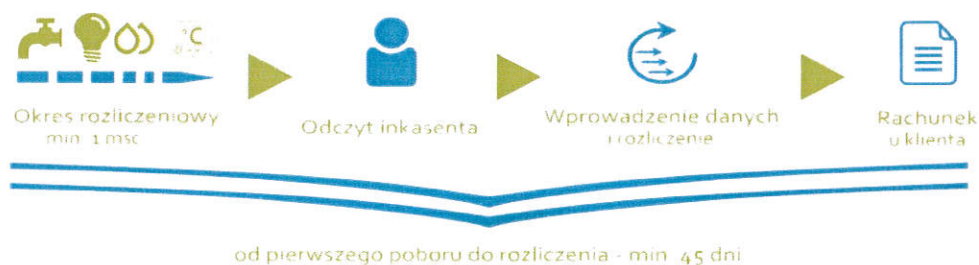 °C
Okres rozliczeniowy
min. 1 msc
Odczyt inkasenta
Wprowadzenie danych
i rozliczenie
Rachunek
u klienta
od pierwszego poboru do rozliczenia - min. 45 dni